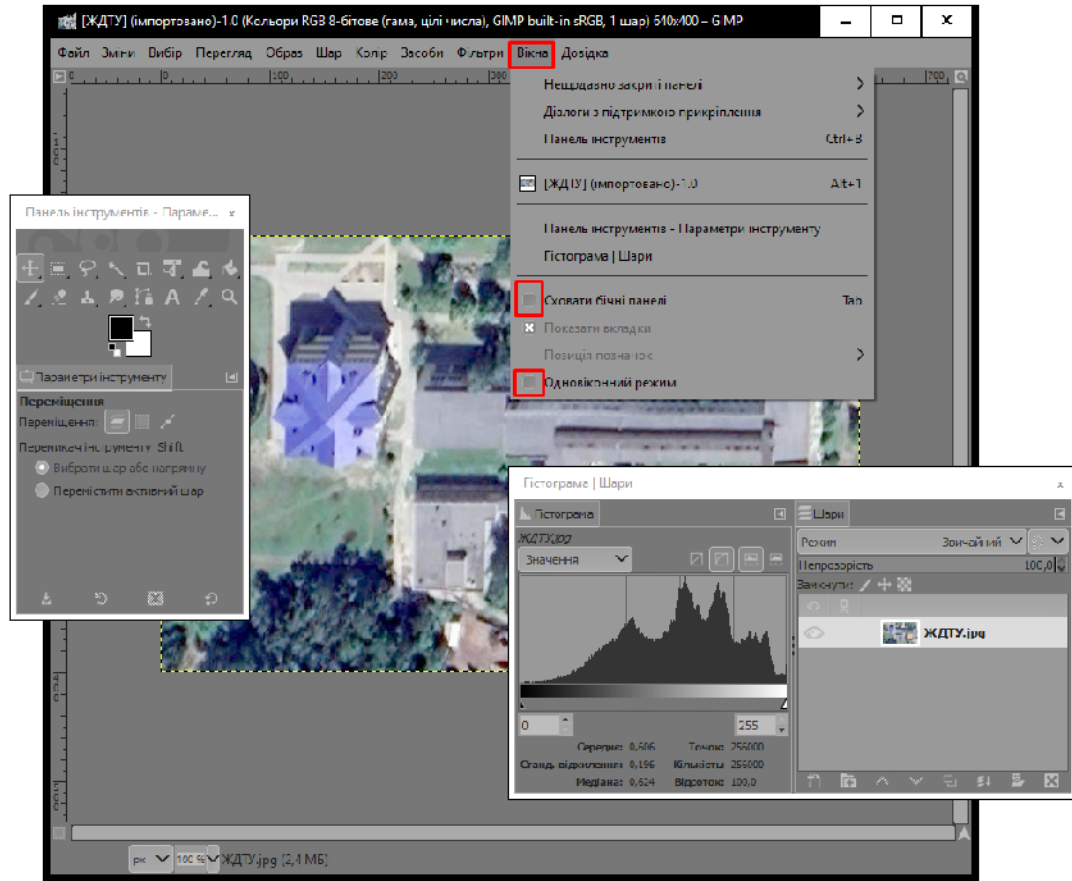 [ЖДТУ] (імпортовано)-1.0 (Кольори RGB 8-бітове (гама, цілі числа), GIMP built-in sRGB, 1 шар) 640x400 – GIMP
Файл Зміни Вибір Перегляд Образ Шар Колір Засоби Фільтри Вікна Довідка
0 100 200 300 700
Нещодавно закриті панелі
Діалоги з підтримкою прикріплення
Панель інструментів Ctrl+B
[ЖДТУ] (імпортовано)-1.0 Alt+1
Панель інструментів - Параметри інструменту
Гістограма | Шари
Сховати бічні панелі Tab
Показати вкладки
Позиція позначок
Одновіконний режим
Панель інструментів - Параме... x
Параметри інструменту
Переміщення
Переміщення:
Перемикач інструменту Shift
Вибрати шар або напрямну
Перемістити активний шар
Гістограма | Шари x
Гістограма
ЖДТУ.jpg
Значення
0 255
Середнє: 0,606 Точок: 256000
Станд. відхилення: 0,196 Кількість: 256000
Медіана: 0,624 Відсоток: 100,0
Шари
Режим Звичайний
Непрозорість 100,0
Замкнути:
ЖДТУ.jpg
px 100 % ЖДТУ.jpg (2,4 МБ)